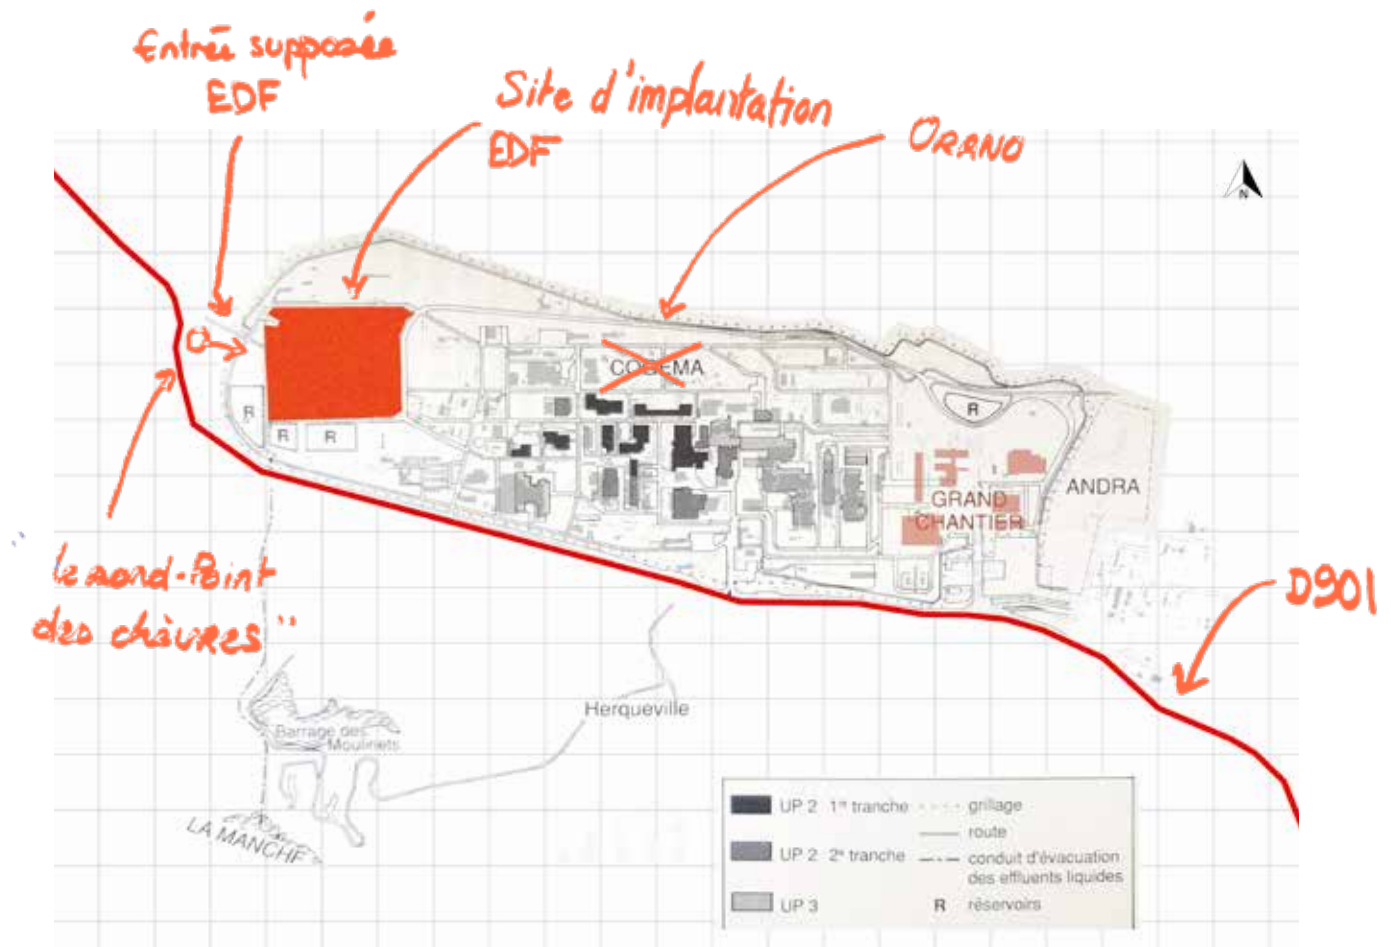 Entrée supposée
EDF
Site d'implantation
EDF
ORANO
N
COGEMA
R
R
R
R
GRAND
CHANTIER
ANDRA
"le rond-Point
des chèvres"
D901
Herqueville
Barrage des
Moulinets
LA MANCHE
UP 2 1re tranche
UP 2 2e tranche
UP 3
grillage
route
conduit d'évacuation
des effluents liquides
R réservoirs